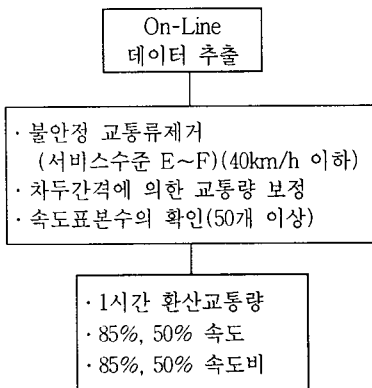 On-Line
데이터 추출
· 불안정 교통류제거
(서비스수준 E~F)(40km/h 이하)
· 차두간격에 의한 교통량 보정
· 속도표본수의 확인(50개 이상)
· 1시간 환산교통량
· 85%, 50% 속도
· 85%, 50% 속도비